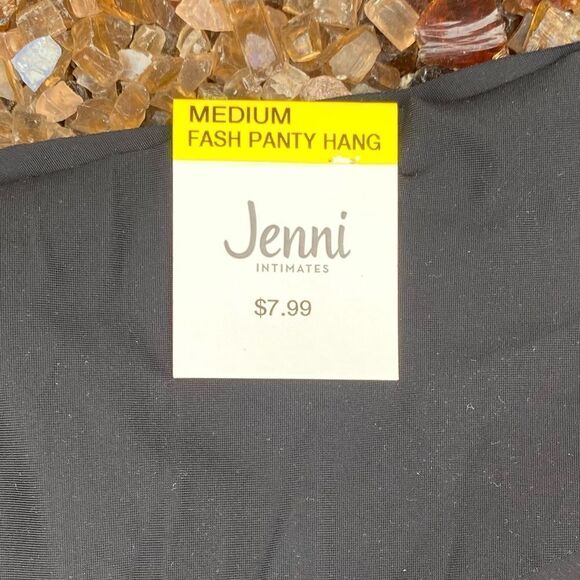 MEDIUM
FASH PANTY HANG
Jenni
INTIMATES
$7.99